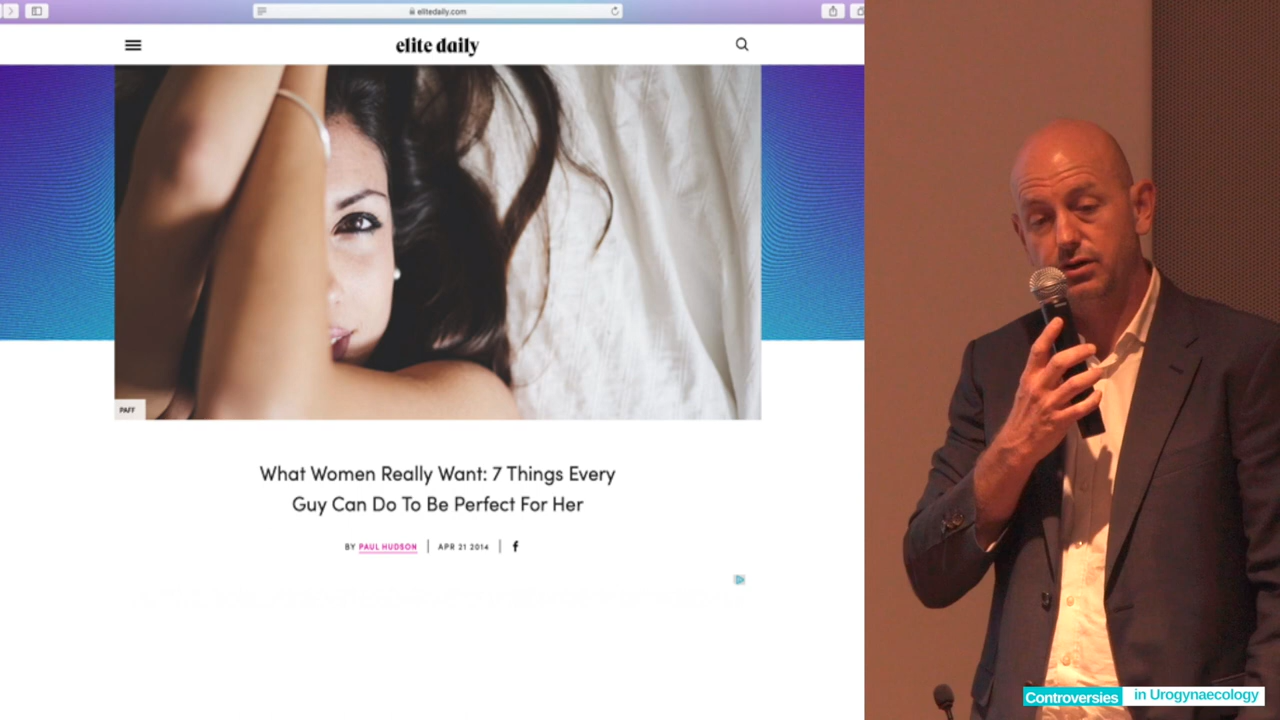 elitedaily.com
elite daily
PAFF
What Women Really Want: 7 Things Every
Guy Can Do To Be Perfect For Her
BY PAUL HUDSON | APR 21 2014 |
Controversies in Urogynaecology